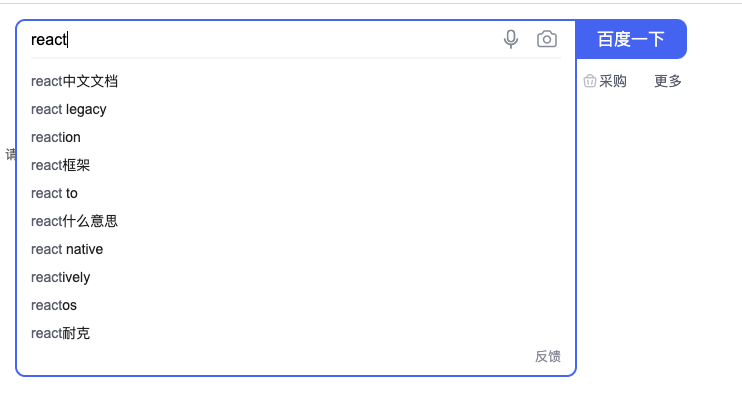 react 百度一下
react中文文档 采购 更多
react legacy
reaction
请 react框架
react to
react什么意思
react native
reactively
reactos
react耐克
反馈